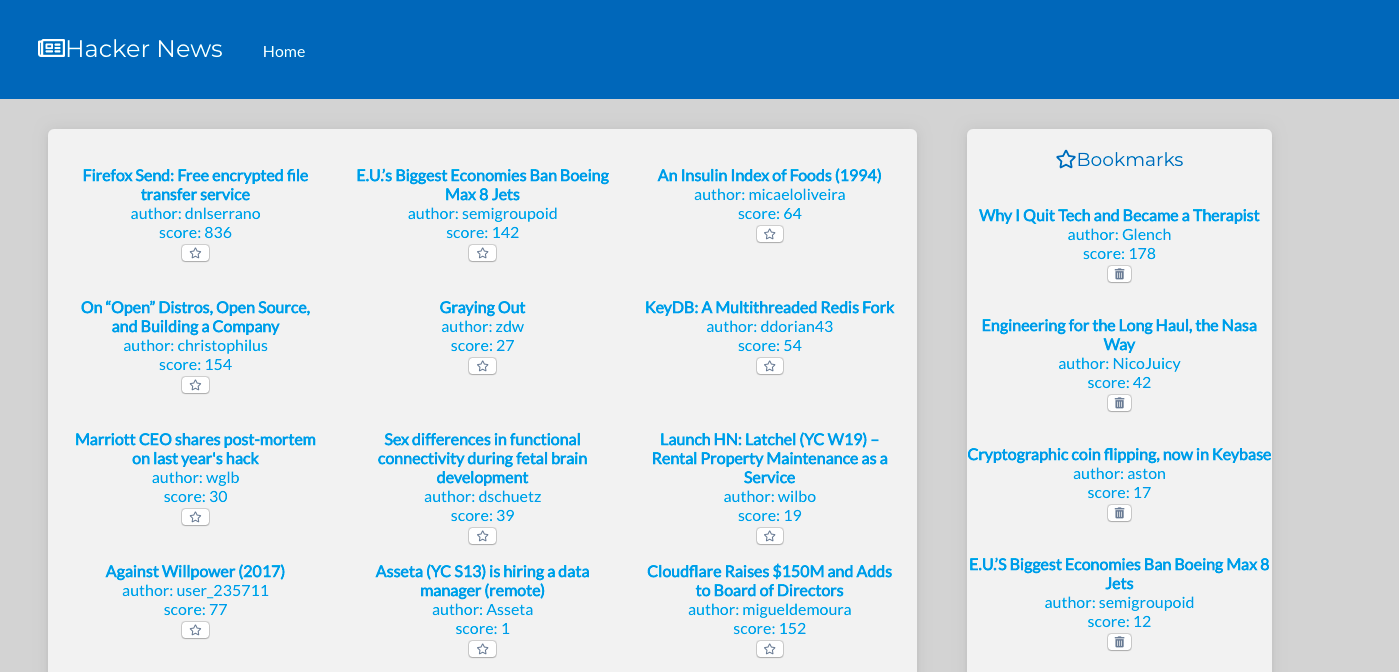 Hacker News
Home
Firefox Send: Free encrypted file
transfer service
author: dnlserrano
score: 836
E.U.'s Biggest Economies Ban Boeing
Max 8 Jets
author: semigroupoid
score: 142
An Insulin Index of Foods (1994)
author: micaeloliveira
score: 64
On “Open” Distros, Open Source,
and Building a Company
author: christophilus
score: 154
Graying Out
author: zdw
score: 27
KeyDB: A Multithreaded Redis Fork
author: ddorian43
score: 54
Marriott CEO shares post-mortem
on last year's hack
author: wglb
score: 30
Sex differences in functional
connectivity during fetal brain
development
author: dschuetz
score: 39
Launch HN: Latchel (YC W19) –
Rental Property Maintenance as a
Service
author: wilbo
score: 19
Against Willpower (2017)
author: user_235711
score: 77
Asseta (YC S13) is hiring a data
manager (remote)
author: Asseta
score: 1
Cloudflare Raises $150M and Adds
to Board of Directors
author: migueldemoura
score: 152
Bookmarks
Why I Quit Tech and Became a Therapist
author: Glench
score: 178
Engineering for the Long Haul, the Nasa
Way
author: NicoJuicy
score: 42
Cryptographic coin flipping, now in Keybase
author: aston
score: 17
E.U.'S Biggest Economies Ban Boeing Max 8
Jets
author: semigroupoid
score: 12